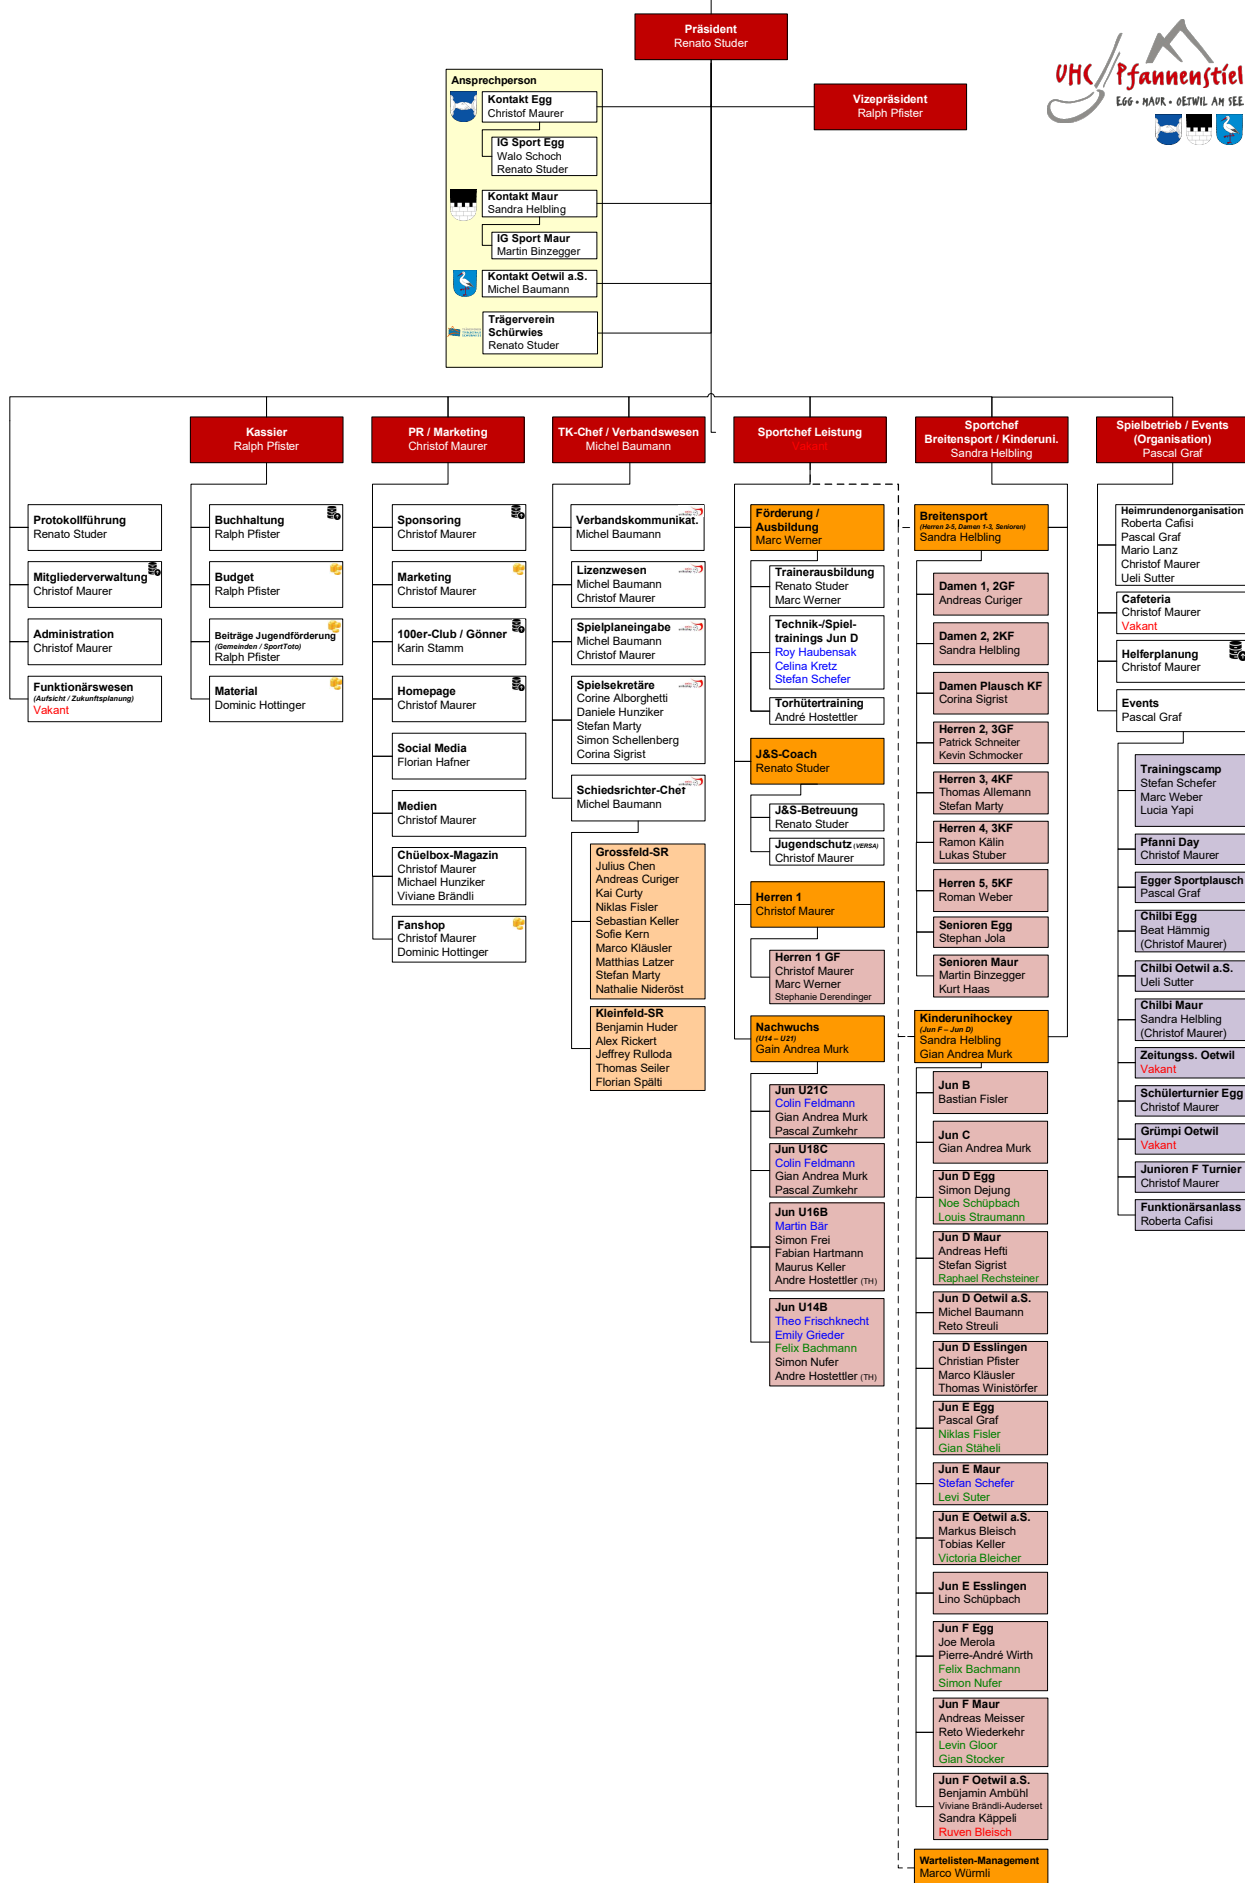 Präsident
Renato Studer
UHC Pfannenstiel
EGG • MAUR • OETWIL AM SEE
Vizepräsident
Ralph Pfister
Ansprechperson
Kontakt Egg
Christof Maurer
IG Sport Egg
Walo Schoch
Renato Studer
Kontakt Maur
Sandra Helbling
IG Sport Maur
Martin Binzegger
Kontakt Oetwil a.S.
Michel Baumann
Trägerverein
Schürwies
Renato Studer
Kassier
Ralph Pfister
PR / Marketing
Christof Maurer
TK-Chef / Verbandswesen
Michel Baumann
Sportchef Leistung
Vakant
Sportchef
Breitensport / Kinderuni.
Sandra Helbling
Spielbetrieb / Events
(Organisation)
Pascal Graf
Protokollführung
Renato Studer
Mitgliederverwaltung
Christof Maurer
Administration
Christof Maurer
Funktionärswesen
(Aufsicht / Zukunftsplanung)
Vakant
Buchhaltung
Ralph Pfister
Budget
Ralph Pfister
Beiträge Jugendförderung
(Gemeinden / SportToto)
Ralph Pfister
Material
Dominic Hottinger
Sponsoring
Christof Maurer
Marketing
Christof Maurer
100er-Club / Gönner
Karin Stamm
Homepage
Christof Maurer
Social Media
Florian Hafner
Medien
Christof Maurer
Chüelbox-Magazin
Christof Maurer
Michael Hunziker
Viviane Brändli
Fanshop
Christof Maurer
Dominic Hottinger
Verbandskommunikat.
Michel Baumann
Lizenzwesen
Michel Baumann
Christof Maurer
Spielplaneingabe
Michel Baumann
Christof Maurer
Spielsekretäre
Corine Alborghetti
Daniele Hunziker
Stefan Marty
Simon Schellenberg
Corina Sigrist
Schiedsrichter-Chef
Michel Baumann
Grossfeld-SR
Julius Chen
Andreas Curiger
Kai Curty
Niklas Fisler
Sebastian Keller
Sofie Kern
Marco Kläusler
Matthias Latzer
Stefan Marty
Nathalie Nideröst
Kleinfeld-SR
Benjamin Huder
Alex Rickert
Jeffrey Rulloda
Thomas Seiler
Florian Spälti
Förderung /
Ausbildung
Marc Werner
Trainerausbildung
Renato Studer
Marc Werner
Technik-/Spiel-
trainings Jun D
Roy Haubensak
Celina Kretz
Stefan Schefer
Torhütertraining
André Hostettler
J&S-Coach
Renato Studer
J&S-Betreuung
Renato Studer
Jugendschutz (VERSA)
Christof Maurer
Herren 1
Christof Maurer
Herren 1 GF
Christof Maurer
Marc Werner
Stephanie Derendinger
Nachwuchs
(U14 – U21)
Gain Andrea Murk
Jun U21C
Colin Feldmann
Gian Andrea Murk
Pascal Zumkehr
Jun U18C
Colin Feldmann
Gian Andrea Murk
Pascal Zumkehr
Jun U16B
Martin Bär
Simon Frei
Fabian Hartmann
Maurus Keller
Andre Hostettler (TH)
Jun U14B
Theo Frischknecht
Emily Grieder
Felix Bachmann
Simon Nufer
Andre Hostettler (TH)
Breitensport
(Herren 2-5, Damen 1-3, Senioren)
Sandra Helbling
Damen 1, 2GF
Andreas Curiger
Damen 2, 2KF
Sandra Helbling
Damen Plausch KF
Corina Sigrist
Herren 2, 3GF
Patrick Schneiter
Kevin Schmocker
Herren 3, 4KF
Thomas Allemann
Stefan Marty
Herren 4, 3KF
Ramon Kälin
Lukas Stuber
Herren 5, 5KF
Roman Weber
Senioren Egg
Stephan Jola
Senioren Maur
Martin Binzegger
Kurt Haas
Kinderunihockey
(Jun F – Jun D)
Sandra Helbling
Gian Andrea Murk
Jun B
Bastian Fisler
Jun C
Gian Andrea Murk
Jun D Egg
Simon Dejung
Noe Schüpbach
Louis Straumann
Jun D Maur
Andreas Hefti
Stefan Sigrist
Raphael Rechsteiner
Jun D Oetwil a.S.
Michel Baumann
Reto Streuli
Jun D Esslingen
Christian Pfister
Marco Kläusler
Thomas Winistörfer
Jun E Egg
Pascal Graf
Niklas Fisler
Gian Stäheli
Jun E Maur
Stefan Schefer
Levi Suter
Jun E Oetwil a.S.
Markus Bleisch
Tobias Keller
Victoria Bleicher
Jun E Esslingen
Lino Schüpbach
Jun F Egg
Joe Merola
Pierre-André Wirth
Felix Bachmann
Simon Nufer
Jun F Maur
Andreas Meisser
Reto Wiederkehr
Levin Gloor
Gian Stocker
Jun F Oetwil a.S.
Benjamin Ambühl
Viviane Brändli-Auderset
Sandra Käppeli
Ruven Bleisch
Wartelisten-Management
Marco Würmli
Heimrundenorganisation
Roberta Cafisi
Pascal Graf
Mario Lanz
Christof Maurer
Ueli Sutter
Cafeteria
Christof Maurer
Vakant
Helferplanung
Christof Maurer
Events
Pascal Graf
Trainingscamp
Stefan Schefer
Marc Weber
Lucia Yapi
Pfanni Day
Christof Maurer
Egger Sportplausch
Pascal Graf
Chilbi Egg
Beat Hämmig
(Christof Maurer)
Chilbi Oetwil a.S.
Ueli Sutter
Chilbi Maur
Sandra Helbling
(Christof Maurer)
Zeitungss. Oetwil
Vakant
Schülerturnier Egg
Christof Maurer
Grümpi Oetwil
Vakant
Junioren F Turnier
Christof Maurer
Funktionärsanlass
Roberta Cafisi